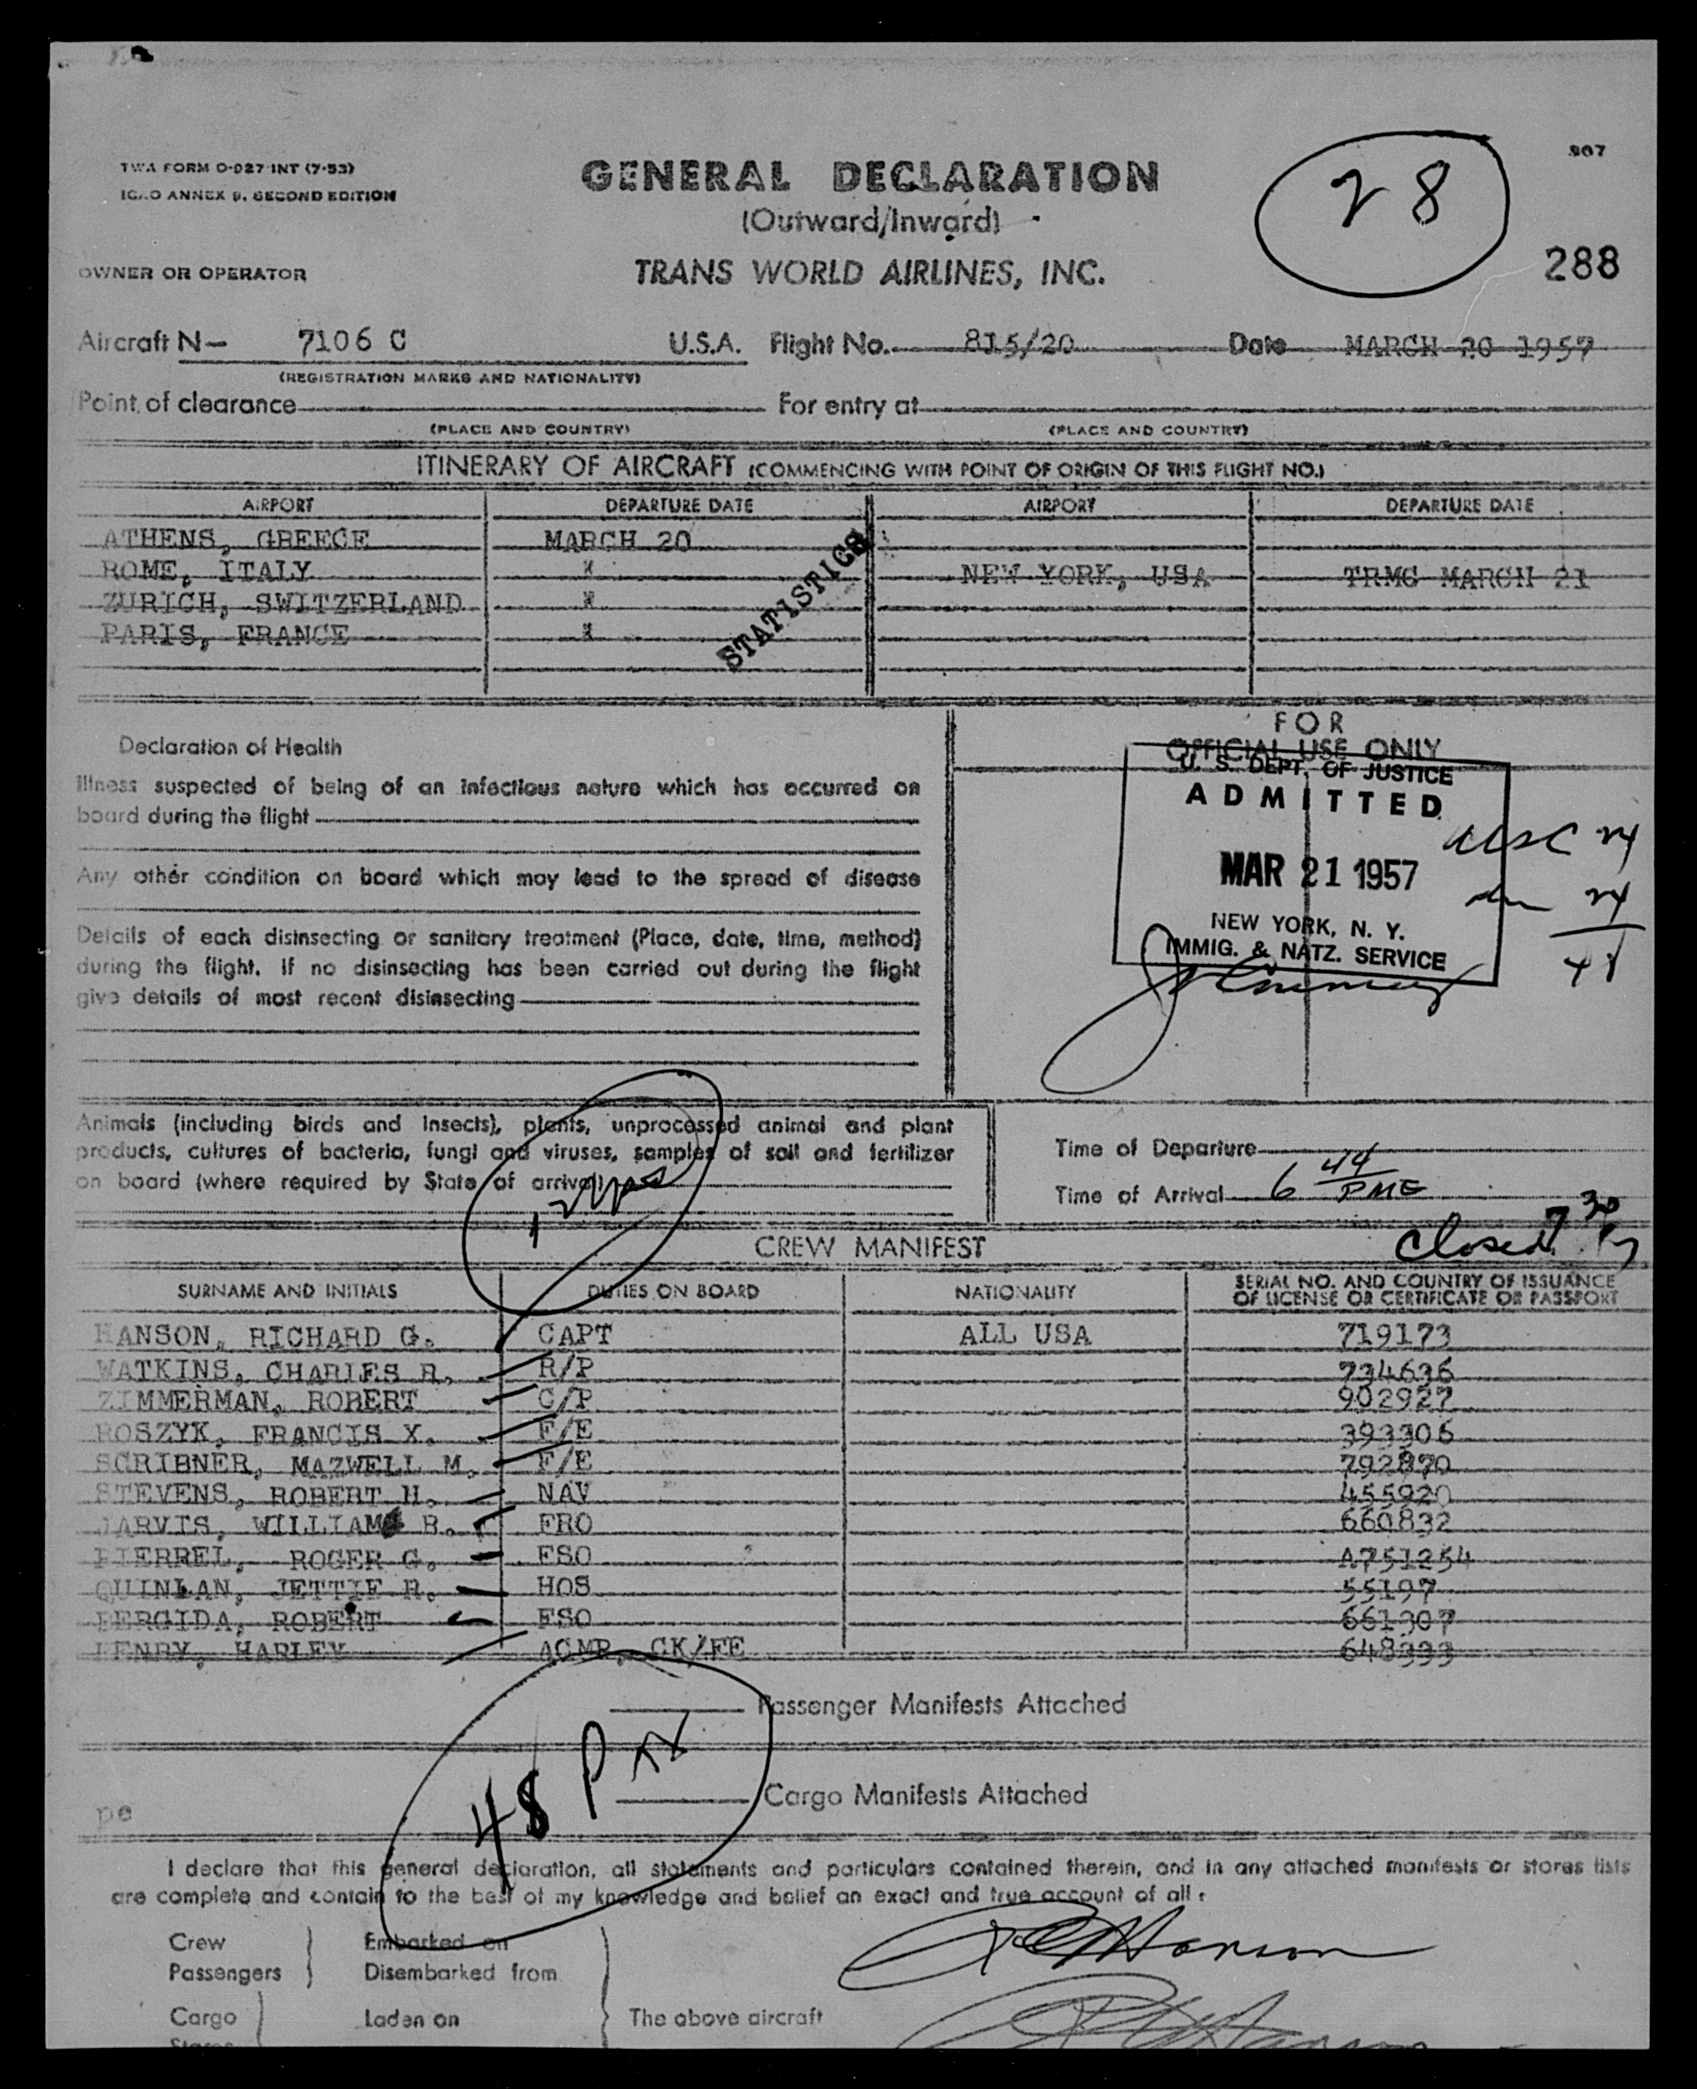 TWA FORM O-027 INT (7-53)
ICAO ANNEX 9, SECOND EDITION
GENERAL DECLARATION
(Outward/Inward)
28
907
288
OWNER OR OPERATOR
TRANS WORLD AIRLINES, INC.
Aircraft N- 7106 C U.S.A. Flight No. 815/20 Date MARCH 20 1957
(REGISTRATION MARKS AND NATIONALITY)
Point of clearance For entry at
(PLACE AND COUNTRY) (PLACE AND COUNTRY)
ITINERARY OF AIRCRAFT (COMMENCING WITH POINT OF ORIGIN OF THIS FLIGHT NO.)
AIRPORT DEPARTURE DATE AIRPORT DEPARTURE DATE
ATHENS, GREECE MARCH 20
ROME, ITALY " NEW YORK, USA TRMG MARCH 21
ZURICH, SWITZERLAND "
PARIS, FRANCE "
STATISTICS
Declaration of Health
Illness suspected of being of an infectious nature which has occurred on
board during the flight
Any other condition on board which may lead to the spread of disease
Details of each disinsecting or sanitary treatment (Place, date, time, method)
during the flight. If no disinsecting has been carried out during the flight
give details of most recent disinsecting
FOR
OFFICIAL USE ONLY
U. S. DEPT. OF JUSTICE
ADMITTED
MAR 21 1957
NEW YORK, N. Y.
IMMIG. & NATZ. SERVICE
Animals (including birds and insects), plants, unprocessed animal and plant
products, cultures of bacteria, fungi and viruses, samples of soil and fertilizer
on board (where required by State of arrival)
Time of Departure
Time of Arrival 6 44 PME
Closed 7 30
CREW MANIFEST
SURNAME AND INITIALS DUTIES ON BOARD NATIONALITY SERIAL NO. AND COUNTRY OF ISSUANCE
OF LICENSE OR CERTIFICATE OR PASSPORT
HANSON, RICHARD G. CAPT ALL USA 719173
WATKINS, CHARLES R. R/P 734636
ZIMMERMAN, ROBERT C/P 902927
ROSZYK, FRANCIS X. F/E 393306
SCRIBNER, MAZWELL M. F/E 792870
STEVENS, ROBERT H. NAV 455920
JARVIS, WILLIAM B. FRO 660832
PIERREL, ROGER G. FSO A751254
QUINLAN, JETTIE R. HOS 55197
BERGIDA, ROBERT FSO 661307
HENRY, HARLEY ACMR, CK/FE 648333
Passenger Manifests Attached
48 Pax
Cargo Manifests Attached
pe
I declare that this general declaration, all statements and particulars contained therein, and in any attached manifests or stores lists
are complete and contain to the best of my knowledge and belief an exact and true account of all:
Crew Embarked on
Passengers Disembarked from
R G Hanson
Cargo Laden on The above aircraft
Stores
R G Hanson